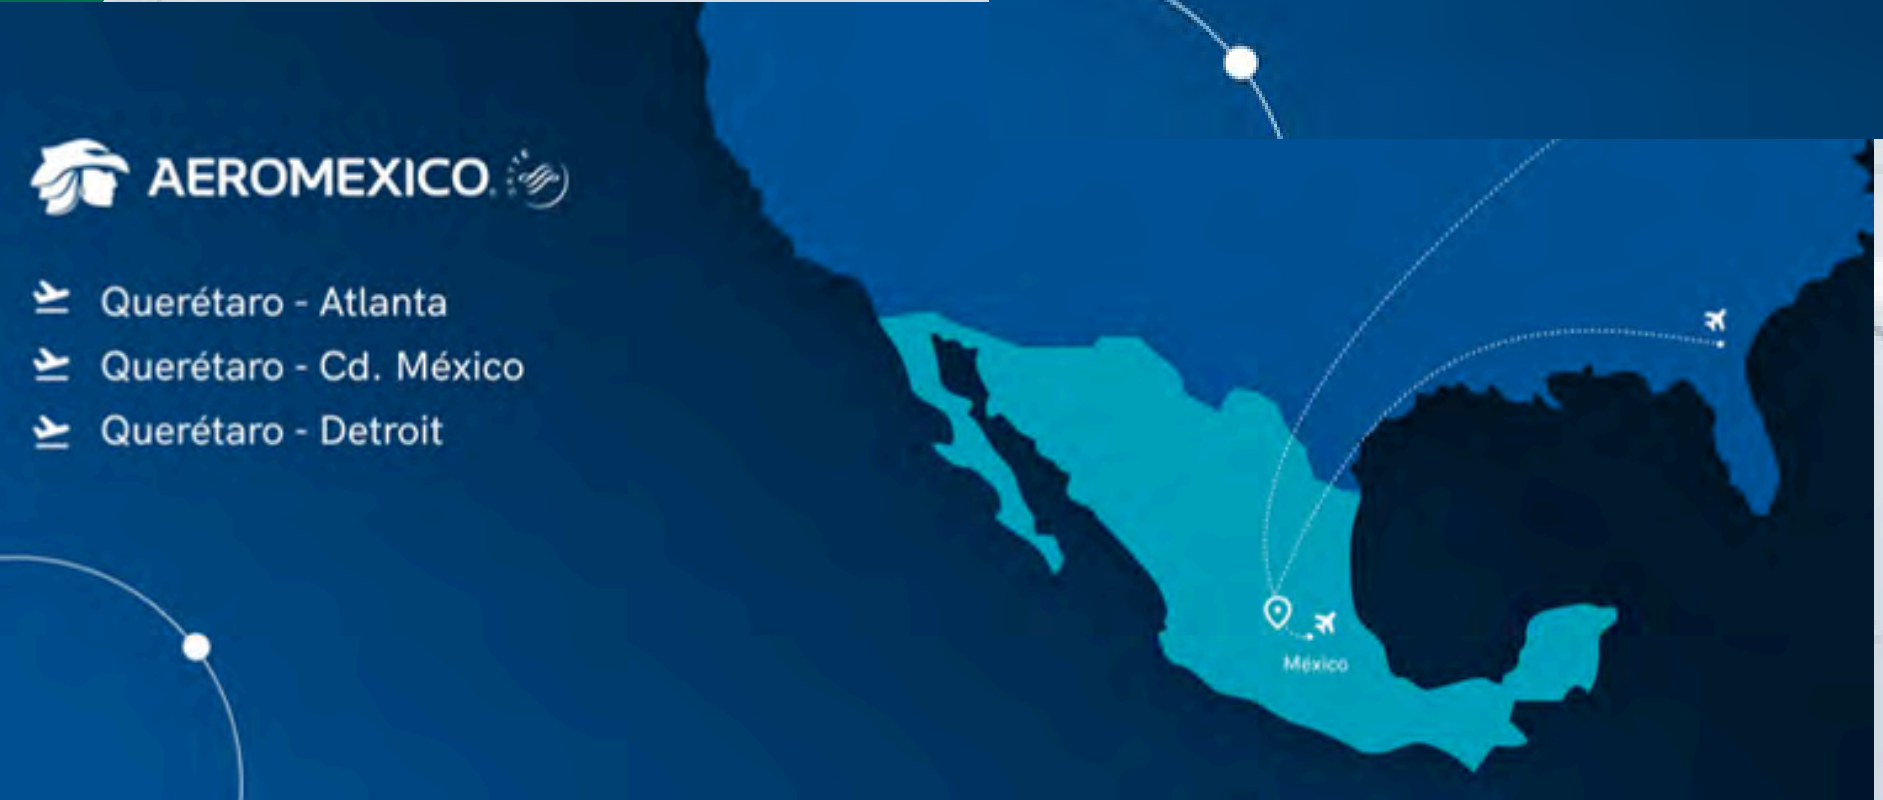 AEROMEXICO
Querétaro - Atlanta
Querétaro - Cd. México
Querétaro - Detroit
México